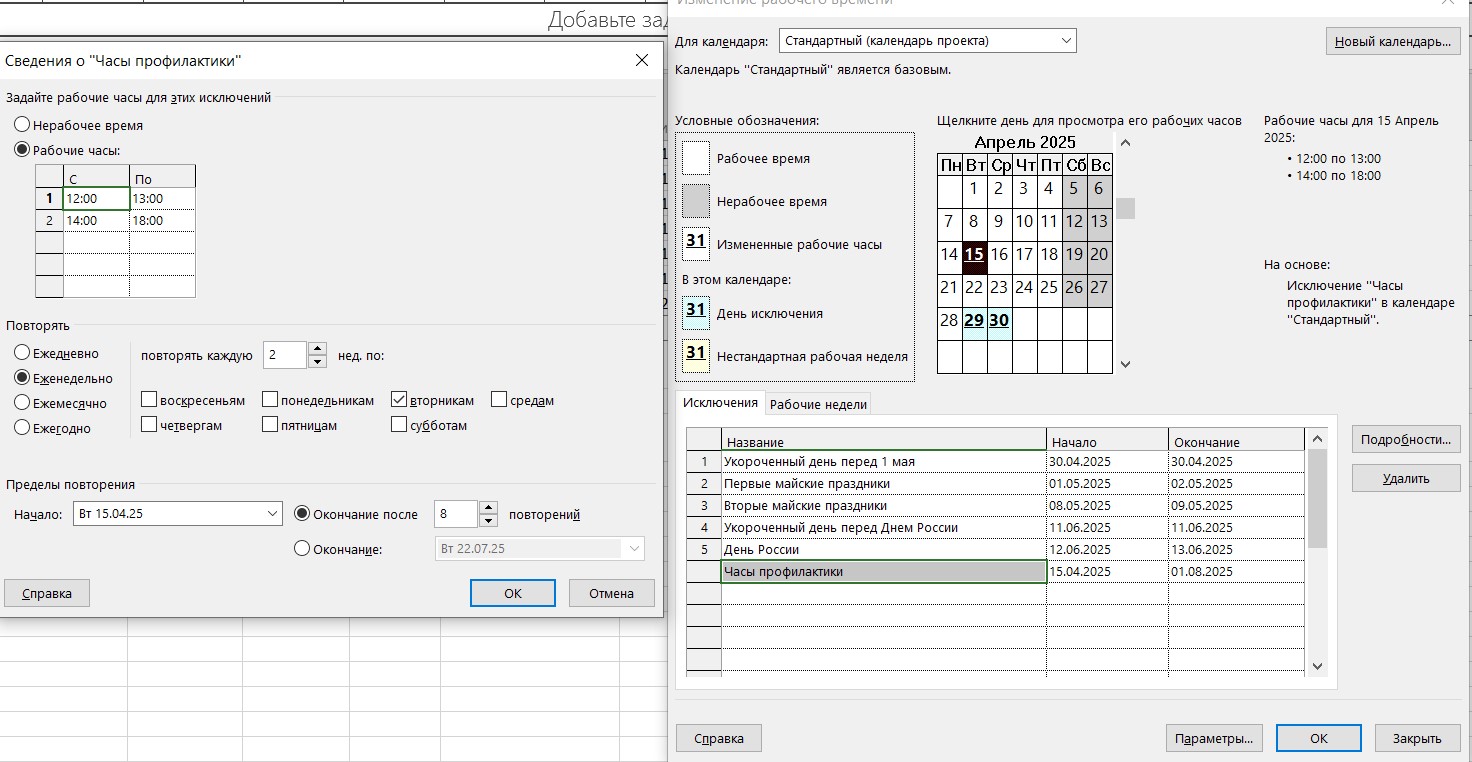 Добавьте зад
Сведения о "Часы профилактики"
Задайте рабочие часы для этих исключений
Нерабочее время
Рабочие часы:
С По
1 12:00 13:00
2 14:00 18:00
Повторять
Ежедневно
Еженедельно
Ежемесячно
Ежегодно
повторять каждую 2 нед. по:
воскресеньям понедельникам вторникам средам
четвергам пятницам субботам
Пределы повторения
Начало: Вт 15.04.25 Окончание после 8 повторений
Окончание: Вт 22.07.25
Справка ОК Отмена
Изменение рабочего времени
Для календаря: Стандартный (календарь проекта) Новый календарь...
Календарь "Стандартный" является базовым.
Условные обозначения:
Рабочее время
Нерабочее время
31 Измененные рабочие часы
В этом календаре:
31 День исключения
31 Нестандартная рабочая неделя
Щелкните день для просмотра его рабочих часов
Апрель 2025
Пн Вт Ср Чт Пт Сб Вс
1 2 3 4 5 6
7 8 9 10 11 12 13
14 15 16 17 18 19 20
21 22 23 24 25 26 27
28 29 30
Рабочие часы для 15 Апрель
2025:
• 12:00 по 13:00
• 14:00 по 18:00
На основе:
Исключение "Часы
профилактики" в календаре
"Стандартный".
Исключения Рабочие недели
Название Начало Окончание
1 Укороченный день перед 1 мая 30.04.2025 30.04.2025
2 Первые майские праздники 01.05.2025 02.05.2025
3 Вторые майские праздники 08.05.2025 09.05.2025
4 Укороченный день перед Днем России 11.06.2025 11.06.2025
5 День России 12.06.2025 13.06.2025
Часы профилактики 15.04.2025 01.08.2025
Подробности...
Удалить
Справка Параметры... ОК Закрыть